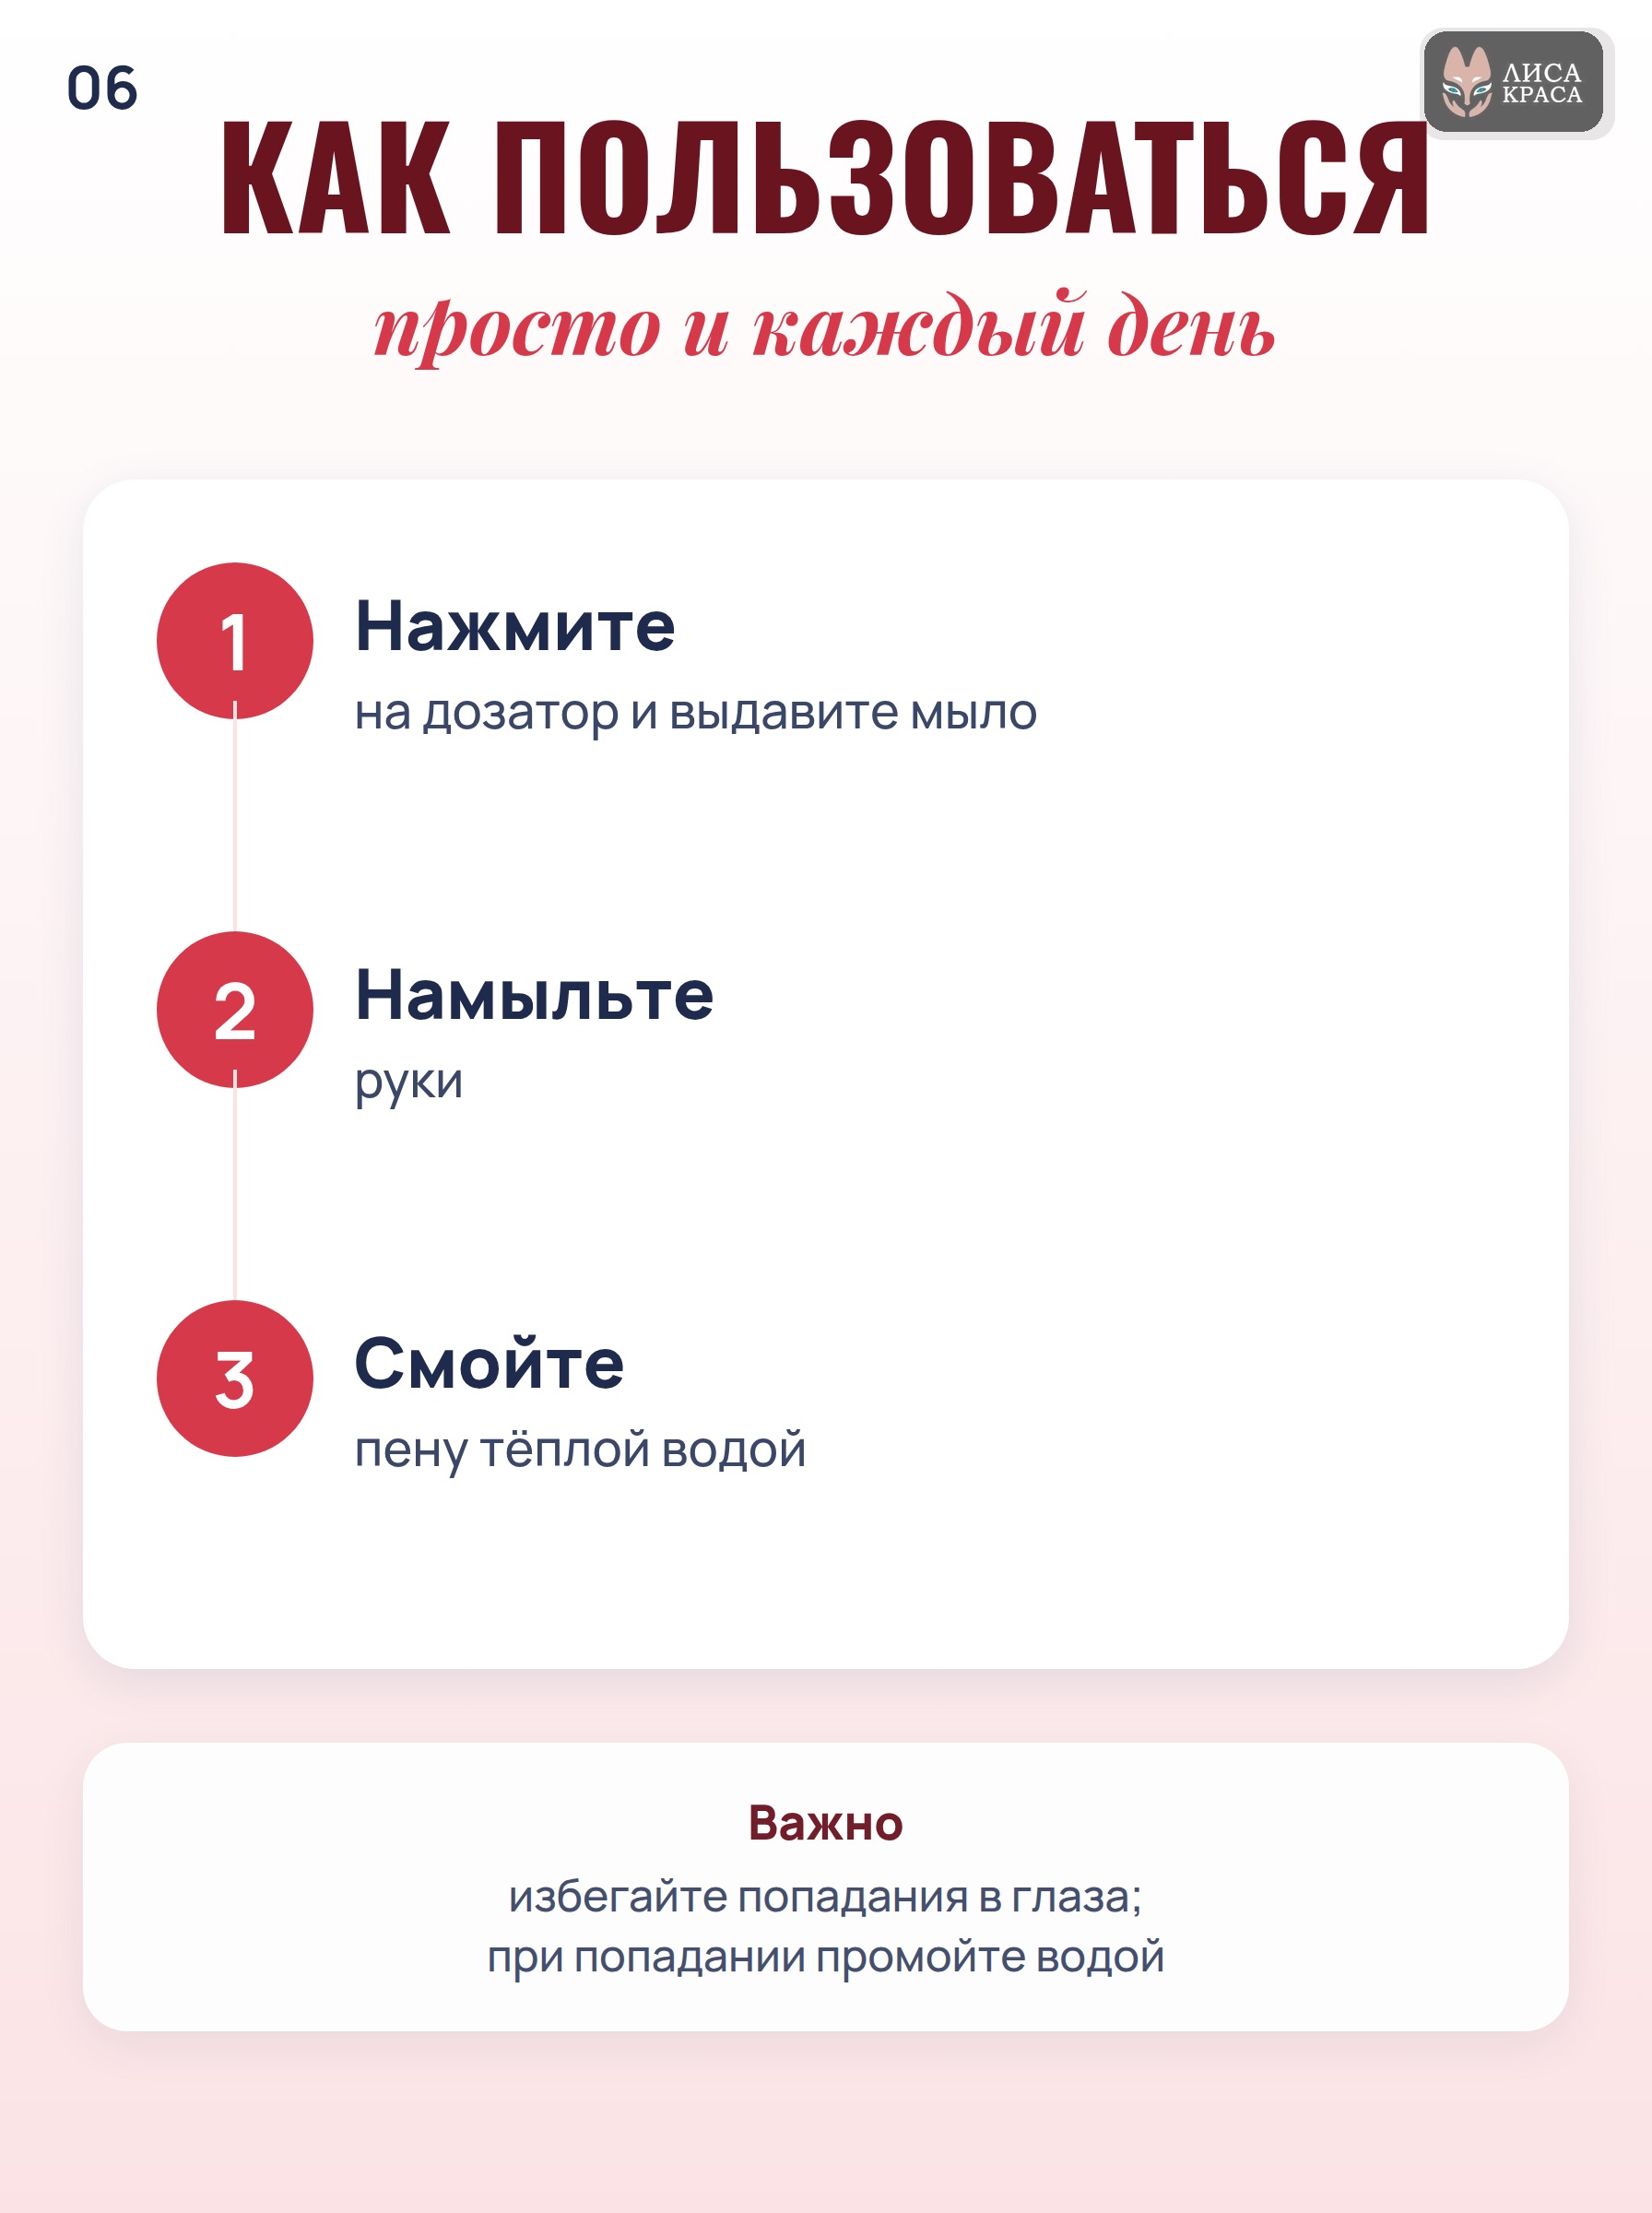 06
ЛИСА
КРАСА
КАК ПОЛЬЗОВАТЬСЯ
просто и каждый день
1
Нажмите
на дозатор и выдавите мыло
2
Намыльте
руки
3
Смойте
пену тёплой водой
Важно
избегайте попадания в глаза;
при попадании промойте водой